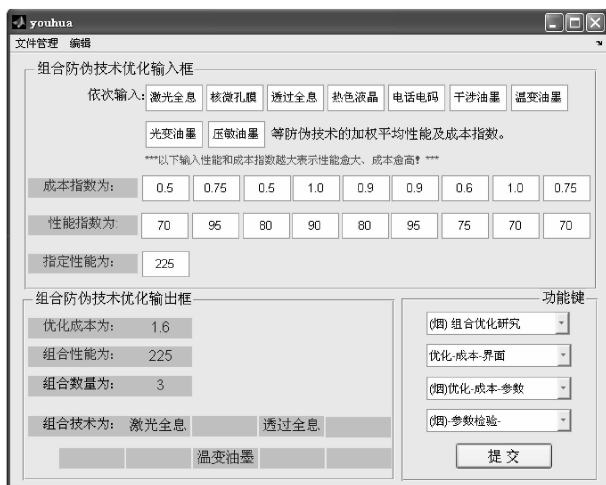 youhua
文件管理 编辑
组合防伪技术优化输入框
依次输入: 激光全息 核微孔膜 透过全息 热色液晶 电话电码 干涉油墨 温变油墨
光变油墨 压敏油墨 等防伪技术的加权平均性能及成本指数。
***以下输入性能和成本指数越大表示性能愈大、成本愈高! ***
成本指数为: 0.5 0.75 0.5 1.0 0.9 0.9 0.6 1.0 0.75
性能指数为: 70 95 80 90 80 95 75 70 70
指定性能为: 225
组合防伪技术优化输出框
优化成本为: 1.6
组合性能为: 225
组合数量为: 3
组合技术为: 激光全息 透过全息
温变油墨
功能键
(烟) 组合优化研究
优化-成本-界面
(烟)优化-成本-参数
(烟)-参数检验-
提 交